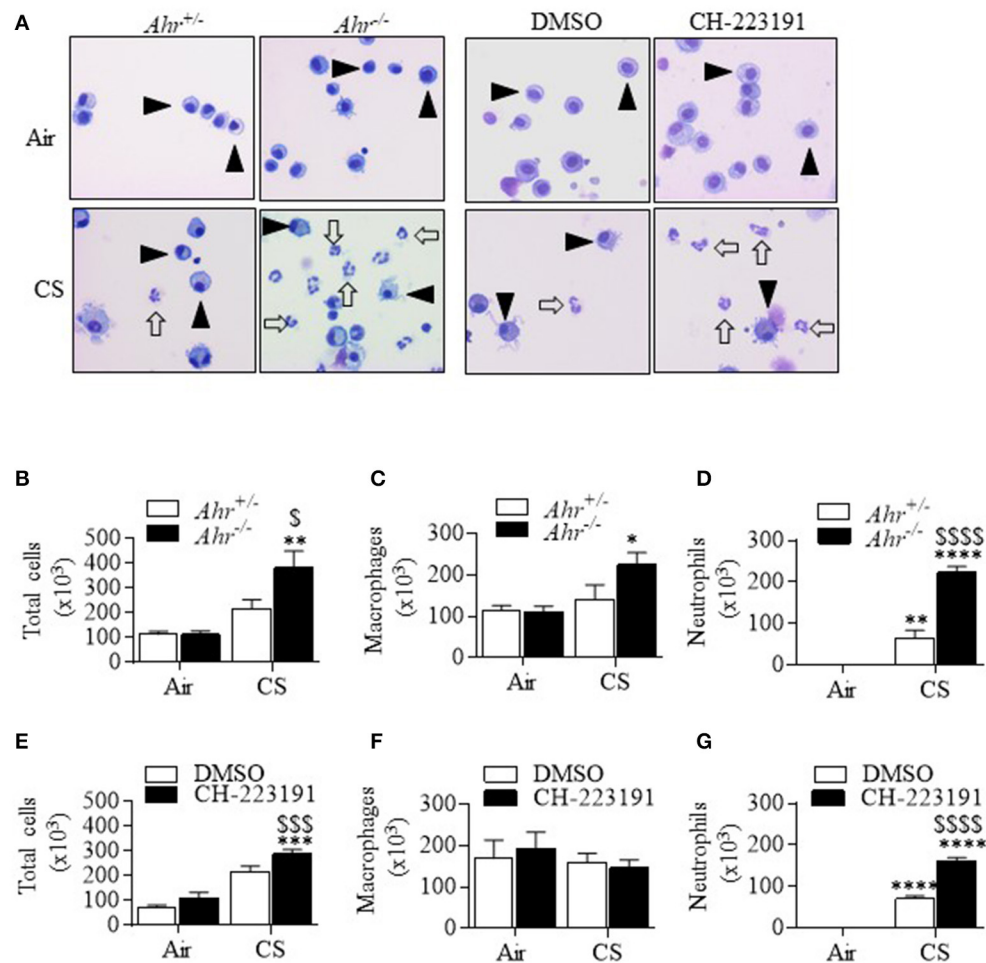 A
Ahr+/-
Ahr-/-
DMSO
CH-223191
Air
CS
B
Ahr+/-
Ahr-/-
Total cells
(x10³)
500
400
300
200
100
0
$
**
Air
CS
C
Ahr+/-
Ahr-/-
Macrophages
(x10³)
300
200
100
0
*
Air
CS
D
Ahr+/-
Ahr-/-
Neutrophils
(x10³)
300
200
100
0
**
$$$$
****
Air
CS
E
DMSO
CH-223191
Total cells
(x10³)
500
400
300
200
100
0
$$$
***
Air
CS
F
DMSO
CH-223191
Macrophages
(x10³)
300
200
100
0
Air
CS
G
DMSO
CH-223191
Neutrophils
(x10³)
300
200
100
0
****
$$$$
****
Air
CS